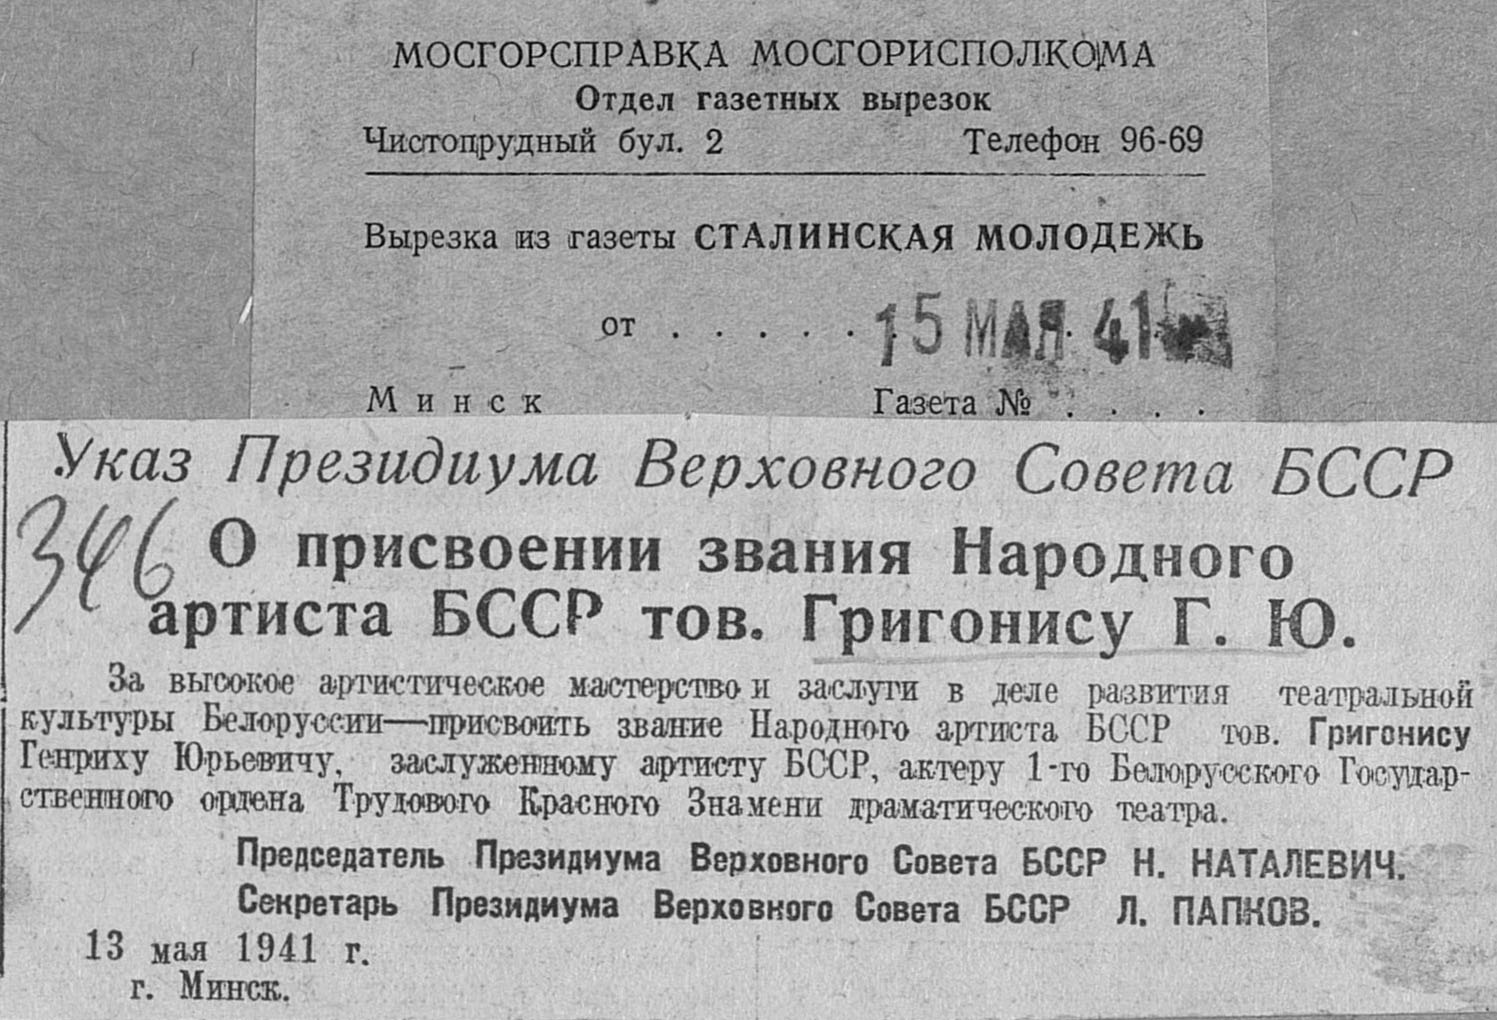 МОСГОРСПРАВКА МОСГОРИСПОЛКОМА
Отдел газетных вырезок
Чистопрудный бул. 2 Телефон 96-69
Вырезка из газеты СТАЛИНСКАЯ МОЛОДЕЖЬ
от . . . . . 15 МАЯ 41
Минск Газета № . . . .
Указ Президиума Верховного Совета БССР
346
О присвоении звания Народного
артиста БССР тов. Григонису Г. Ю.
За высокое артистическое мастерство и заслуги в деле развития театральной
культуры Белоруссии—присвоить звание Народного артиста БССР тов. Григонису
Генриху Юрьевичу, заслуженному артисту БССР, актеру 1-го Белорусского Государ-
ственного ордена Трудового Красного Знамени драматического театра.
Председатель Президиума Верховного Совета БССР Н. НАТАЛЕВИЧ.
Секретарь Президиума Верховного Совета БССР Л. ПАПКОВ.
13 мая 1941 г.
г. Минск.